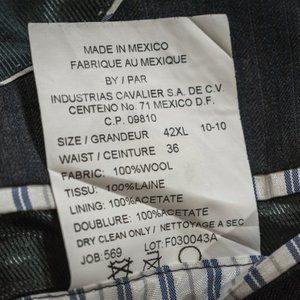 MADE IN MEXICO
FABRIQUE AU MEXIQUE
BY / PAR
INDUSTRIAS CAVALIER S.A. DE C.V.
CENTENO No. 71 MEXICO D.F.
C.P. 09810
SIZE / GRANDEUR 42XL 10-10
WAIST / CEINTURE 36
FABRIC: 100%WOOL
TISSU: 100%LAINE
LINING: 100%ACETATE
DOUBLURE: 100%ACETATE
DRY CLEAN ONLY / NETTOYAGE A SEC
JOB: 569 LOT: F030043A